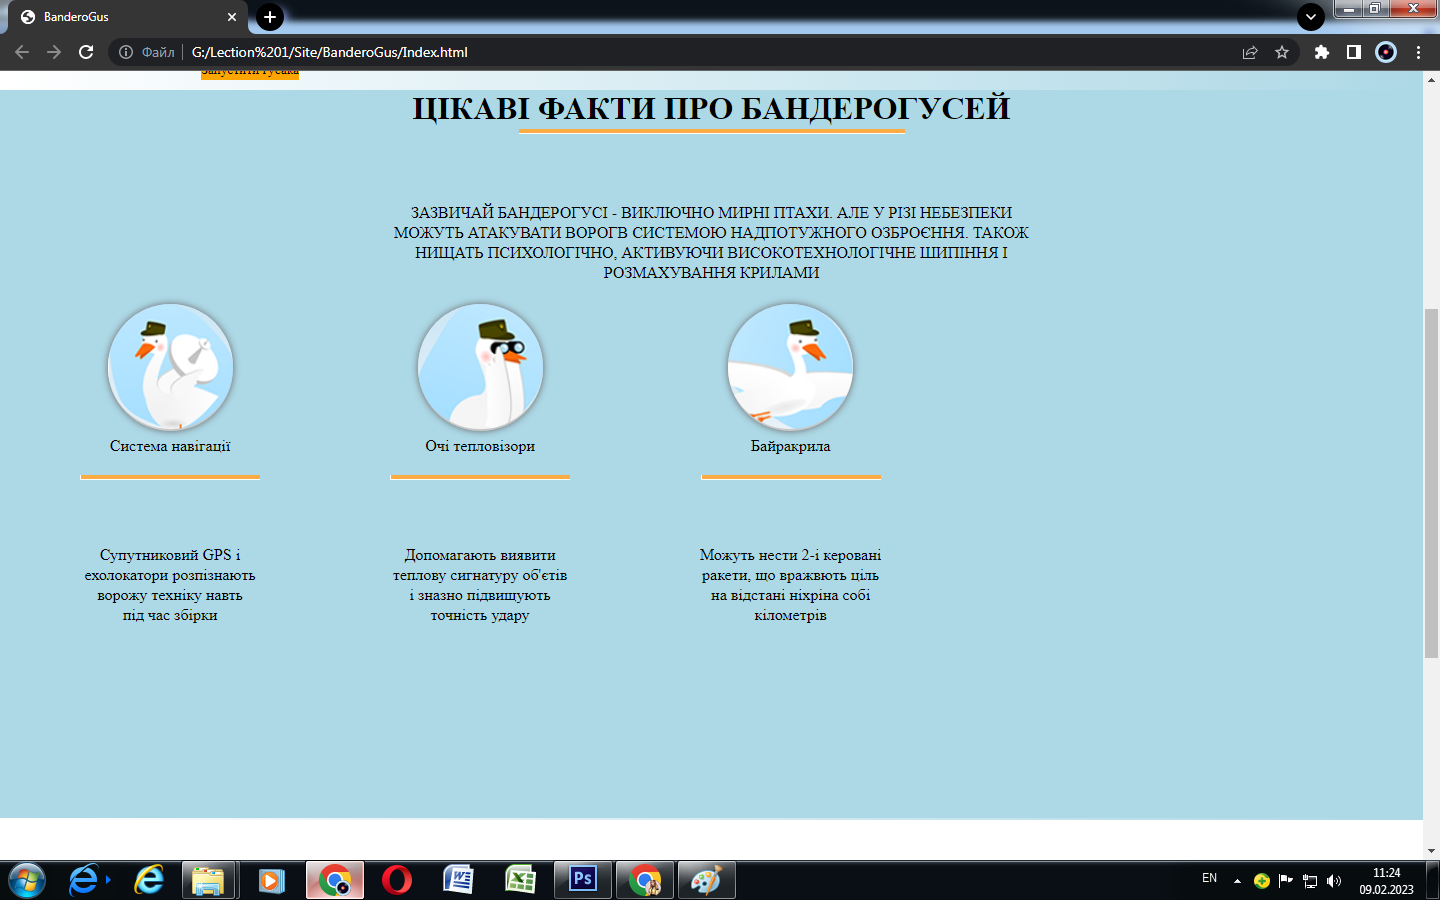 BanderoGus
Файл
G:/Lection%201/Site/BanderoGus/Index.html
Запустити Гусака
ЦІКАВІ ФАКТИ ПРО БАНДЕРОГУСЕЙ
ЗАЗВИЧАЙ БАНДЕРОГУСІ - ВИКЛЮЧНО МИРНІ ПТАХИ. АЛЕ У РІЗІ НЕБЕЗПЕКИ
МОЖУТЬ АТАКУВАТИ ВОРОГВ СИСТЕМОЮ НАДПОТУЖНОГО ОЗБРОЄННЯ. ТАКОЖ
НИЩАТЬ ПСИХОЛОГІЧНО, АКТИВУЮЧИ ВИСОКОТЕХНОЛОГІЧНЕ ШИПІННЯ І
РОЗМАХУВАННЯ КРИЛАМИ
Система навігації
Супутниковий GPS і
ехолокатори розпізнають
ворожу техніку навть
під час збірки
Очі тепловізори
Допомагають виявити
теплову сигнатуру об'єтів
і зназно підвищують
точність удару
Байракрила
Можуть нести 2-і керовані
ракети, що вражвють ціль
на відстані ніхріна собі
кілометрів
EN
11:24
09.02.2023